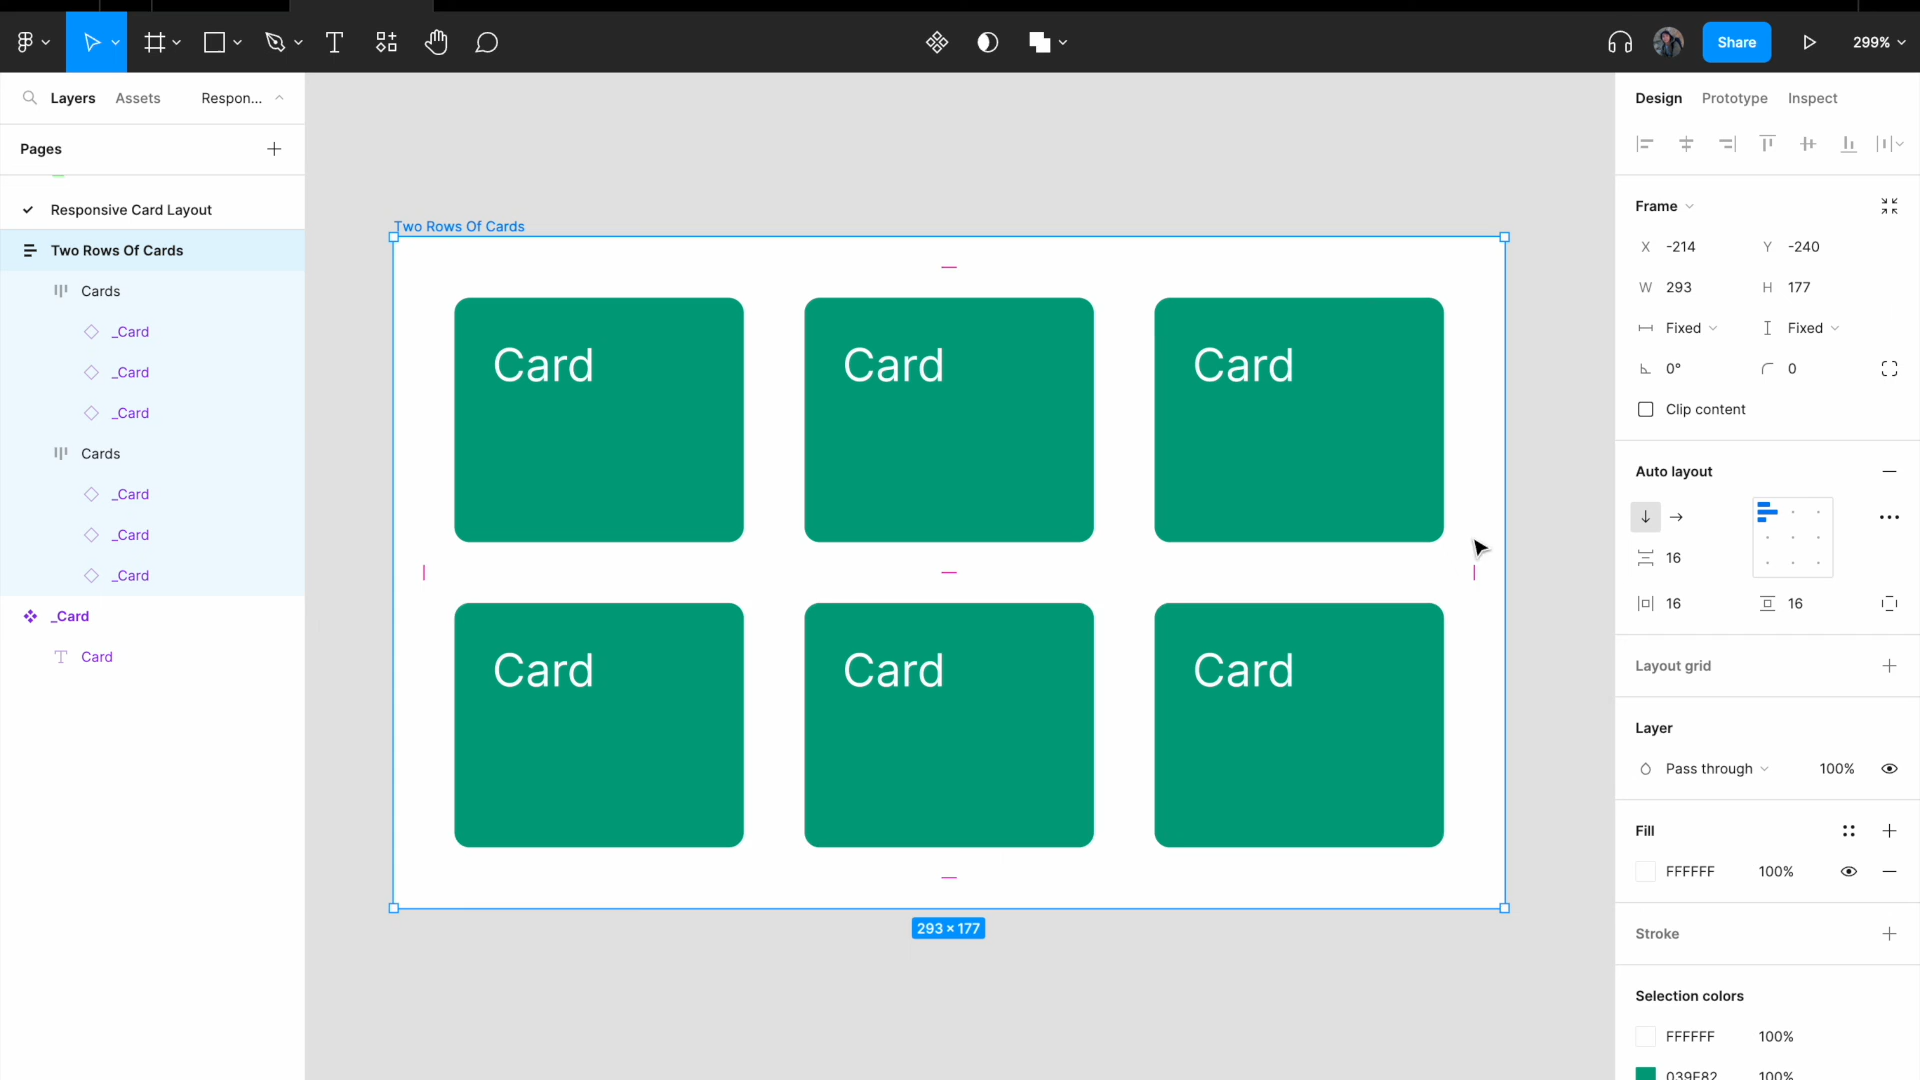 Share
299%
Layers
Assets
Respon...
Pages
Responsive Card Layout
Two Rows Of Cards
Cards
_Card
_Card
_Card
Cards
_Card
_Card
_Card
_Card
Card
Two Rows Of Cards
Card
Card
Card
Card
Card
Card
293 × 177
Design
Prototype
Inspect
Frame
X -214
Y -240
W 293
H 177
Fixed
Fixed
0°
0
Clip content
Auto layout
16
16
16
Layout grid
Layer
Pass through
100%
Fill
FFFFFF
100%
Stroke
Selection colors
FFFFFF
100%
039E82
100%